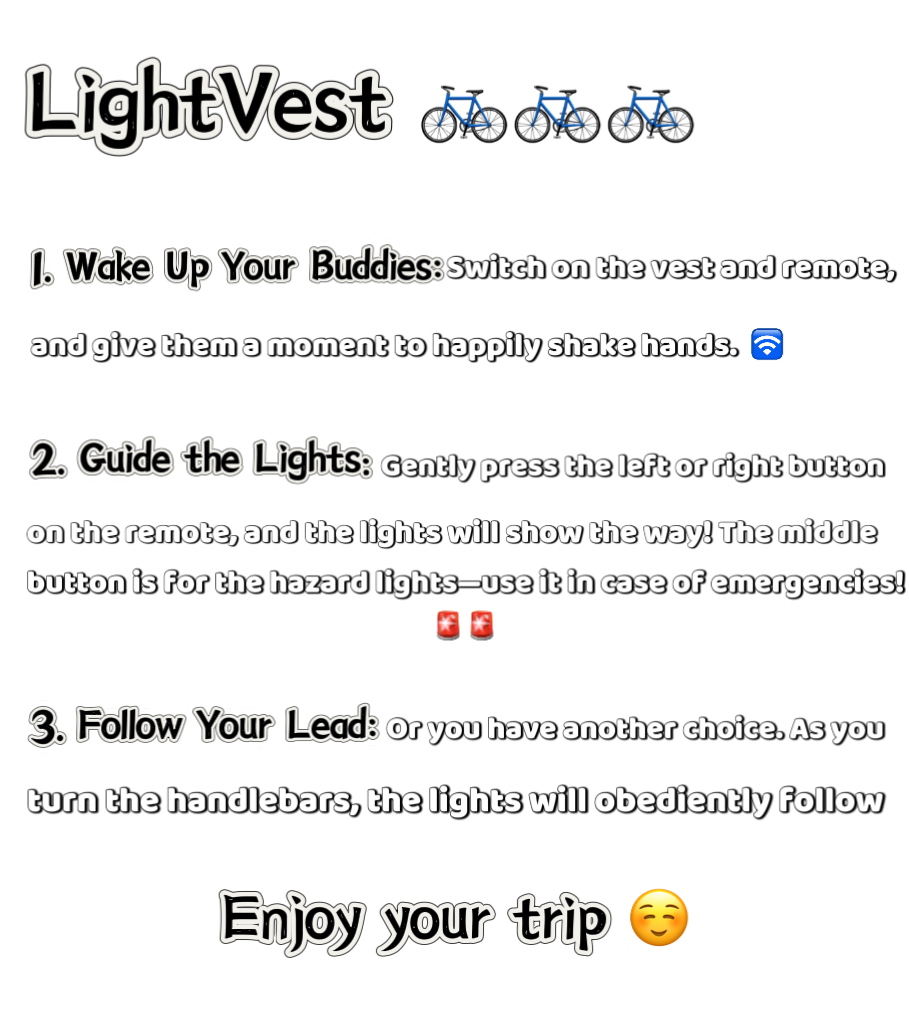 LightVest 🚲🚲🚲
1. Wake Up Your Buddies: Switch on the vest and remote,
and give them a moment to happily shake hands. 🛜
2. Guide the Lights: Gently press the left or right button
on the remote, and the lights will show the way! The middle
button is for the hazard lights—use it in case of emergencies!
🚨🚨
3. Follow Your Lead: Or you have another choice. As you
turn the handlebars, the lights will obediently follow
Enjoy your trip ☺️